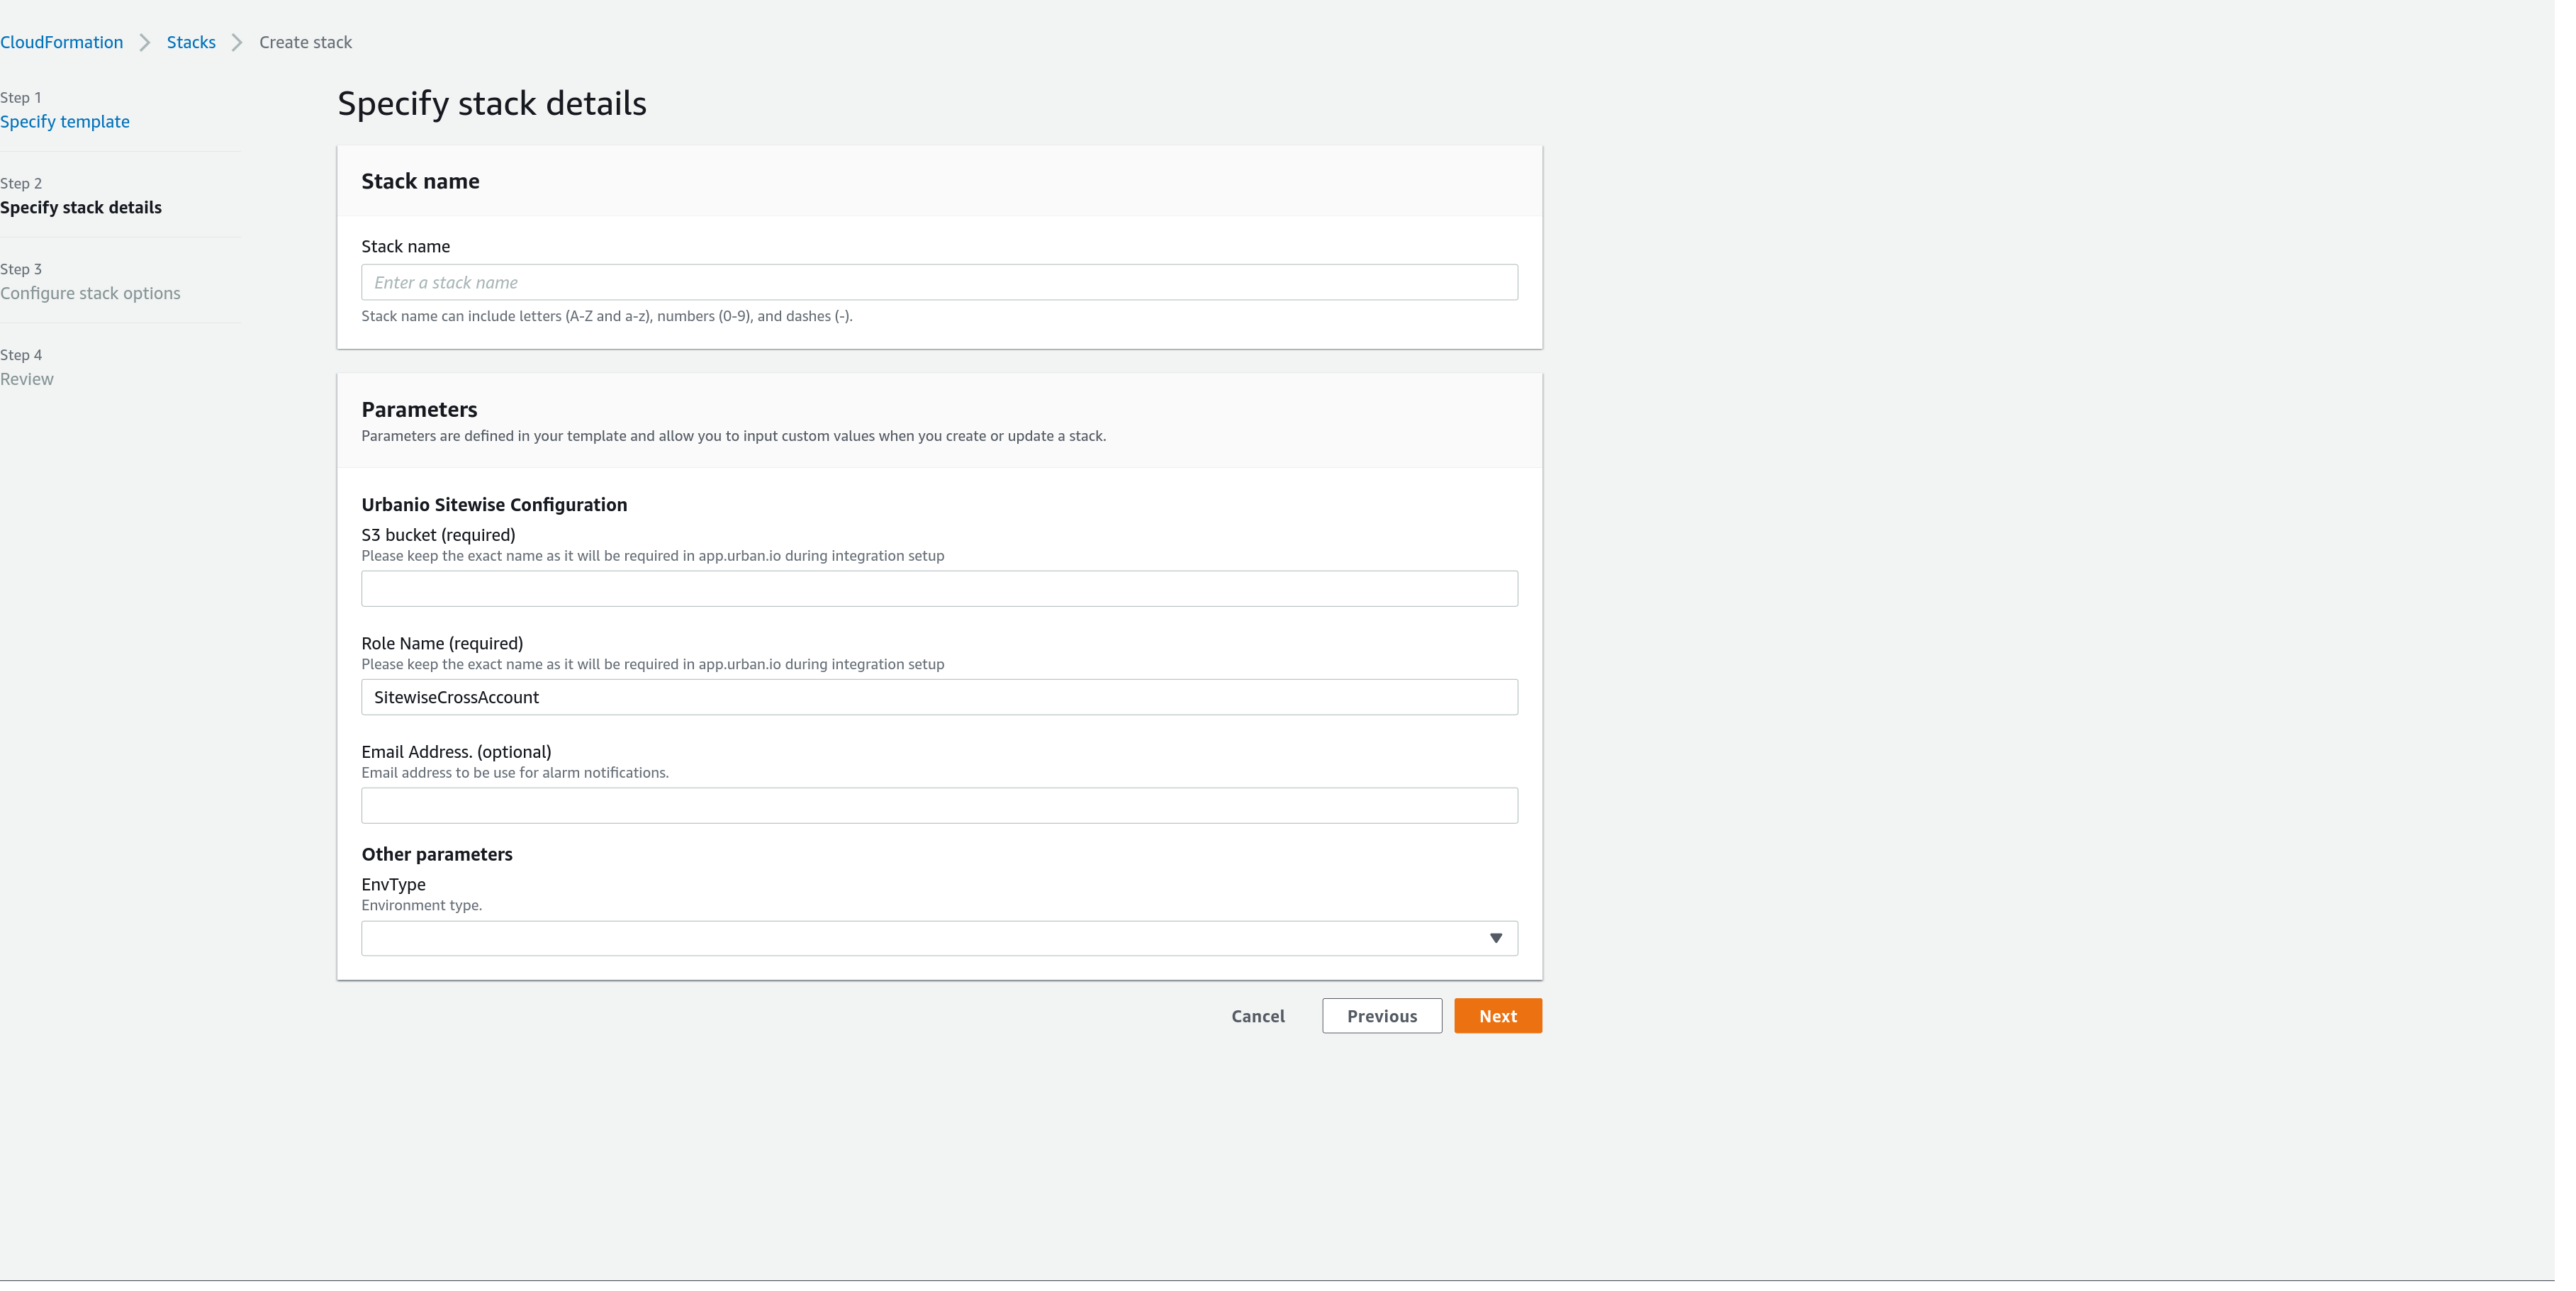 CloudFormation > Stacks > Create stack
Step 1
Specify template
Step 2
Specify stack details
Step 3
Configure stack options
Step 4
Review
Specify stack details
Stack name
Stack name
Enter a stack name
Stack name can include letters (A-Z and a-z), numbers (0-9), and dashes (-).
Parameters
Parameters are defined in your template and allow you to input custom values when you create or update a stack.
Urbanio Sitewise Configuration
S3 bucket (required)
Please keep the exact name as it will be required in app.urban.io during integration setup
Role Name (required)
Please keep the exact name as it will be required in app.urban.io during integration setup
SitewiseCrossAccount
Email Address. (optional)
Email address to be use for alarm notifications.
Other parameters
EnvType
Environment type.
Cancel
Previous
Next